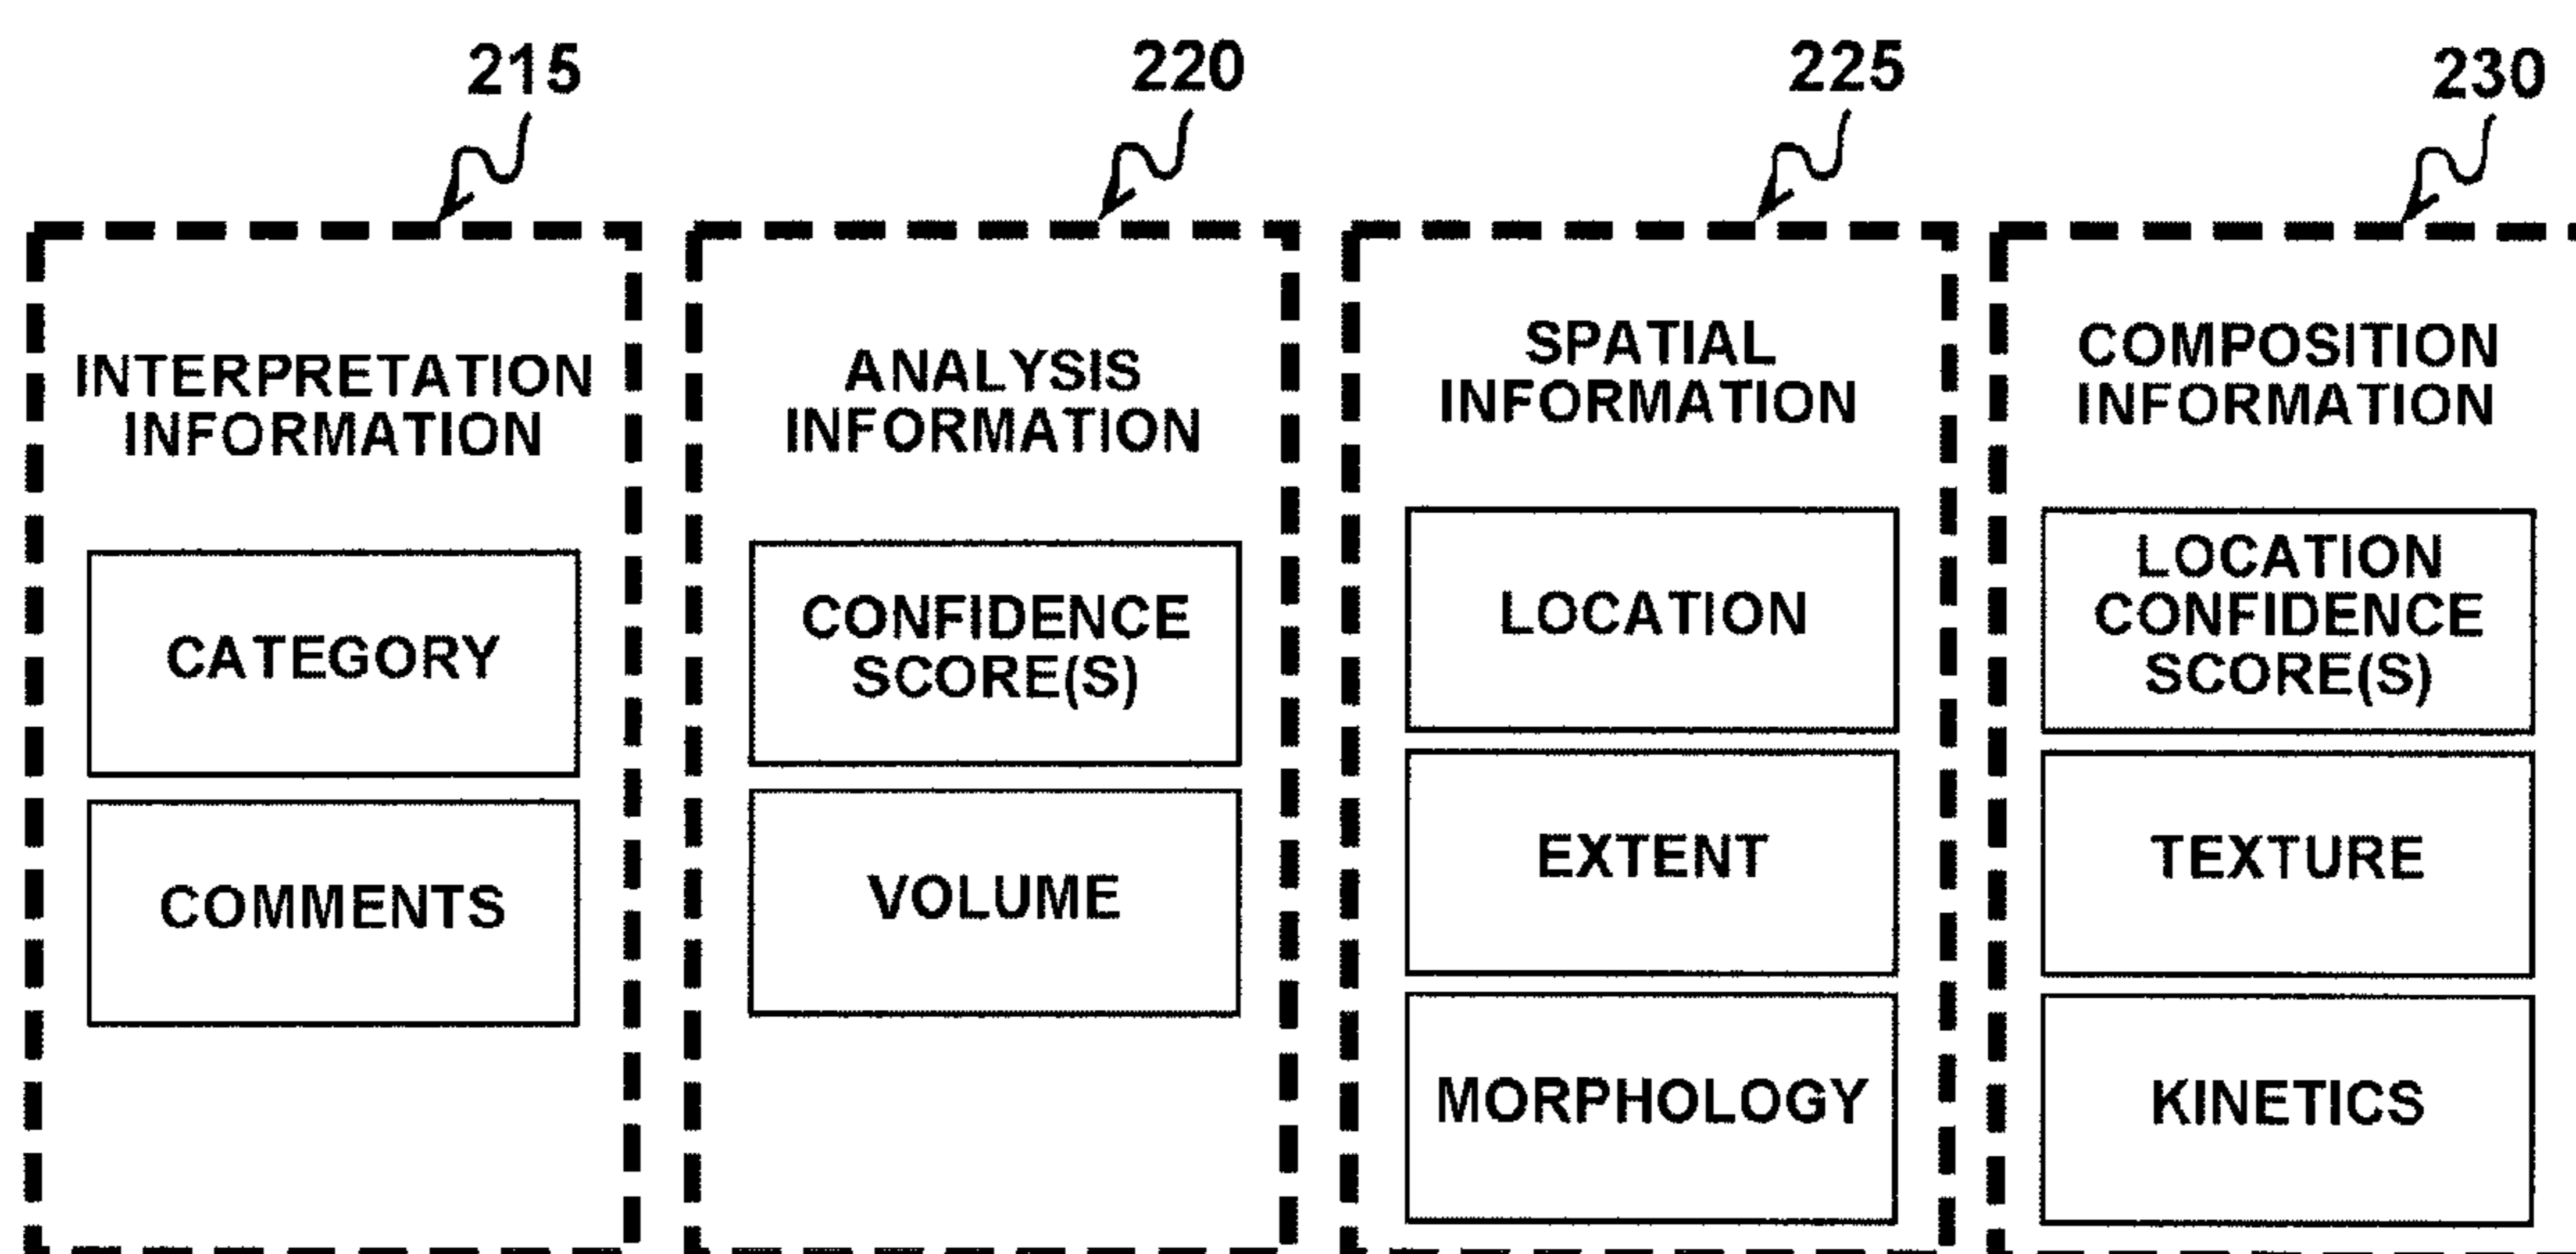 215
220
225
230
INTERPRETATION
INFORMATION
CATEGORY
COMMENTS
ANALYSIS
INFORMATION
CONFIDENCE
SCORE(S)
VOLUME
SPATIAL
INFORMATION
LOCATION
EXTENT
MORPHOLOGY
COMPOSITION
INFORMATION
LOCATION
CONFIDENCE
SCORE(S)
TEXTURE
KINETICS